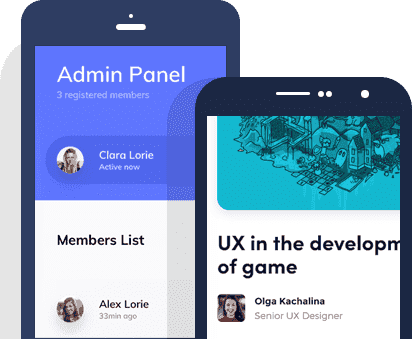 Admin Panel
3 registered members
Clara Lorie
Active now
Members List
Alex Lorie
33min ago
UX in the developm
of game
Olga Kachalina
Senior UX Designer